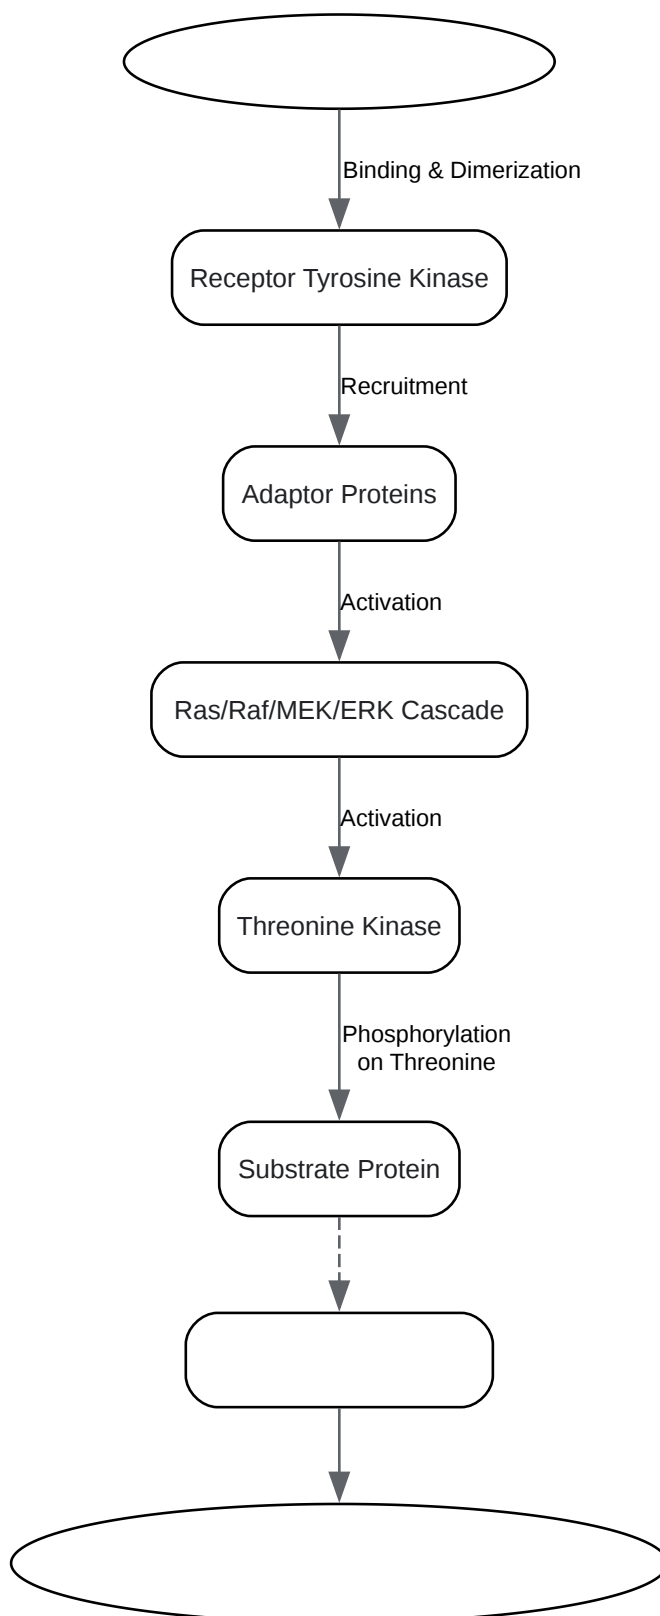 Binding & Dimerization
Receptor Tyrosine Kinase
Recruitment
Adaptor Proteins
Activation
Ras/Raf/MEK/ERK Cascade
Activation
Threonine Kinase
Phosphorylation
on Threonine
Substrate Protein